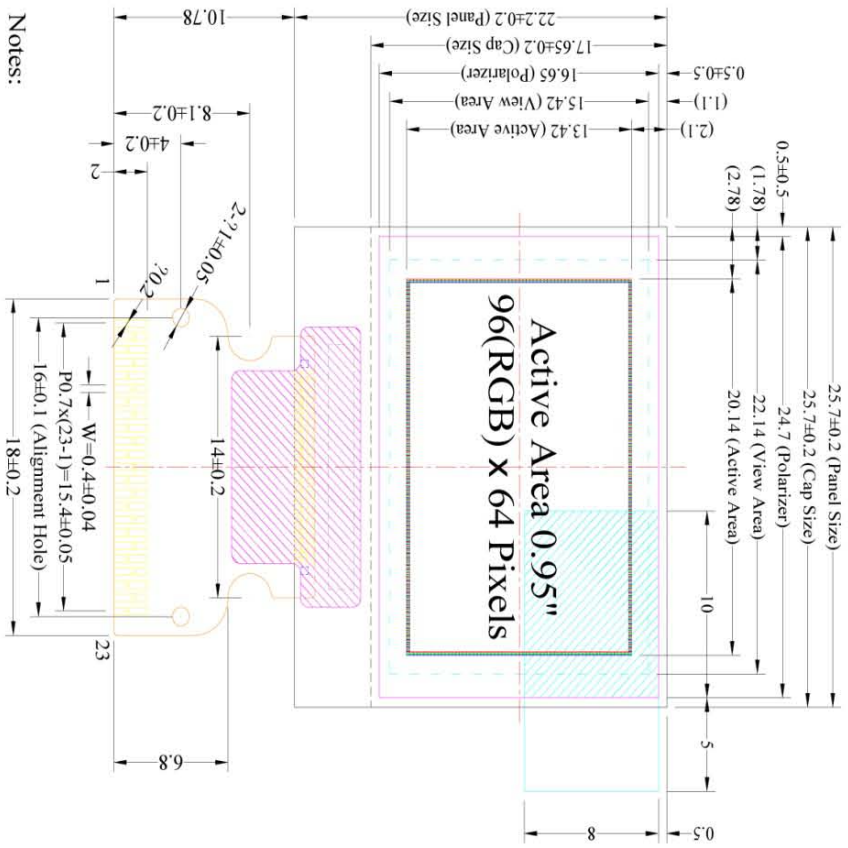 25.7±0.2 (Panel Size)
25.7±0.2 (Cap Size)
24.7 (Polarizer)
22.14 (View Area)
20.14 (Active Area)
0.5±0.5
(1.78)
(2.78)
10
5
0.5
8
0.5±0.5
(1.1)
(2.1)
22.2±0.2 (Panel Size)
17.65±0.2 (Cap Size)
16.65 (Polarizer)
15.42 (View Area)
13.42 (Active Area)
Active Area 0.95"
96(RGB) x 64 Pixels
10.78
8.1±0.2
4±0.2
2
2-?1±0.05
?0.2
1
23
14±0.2
W=0.4±0.04
P0.7x(23-1)=15.4±0.05
16±0.1 (Alignment Hole)
18±0.2
6.8
Notes: